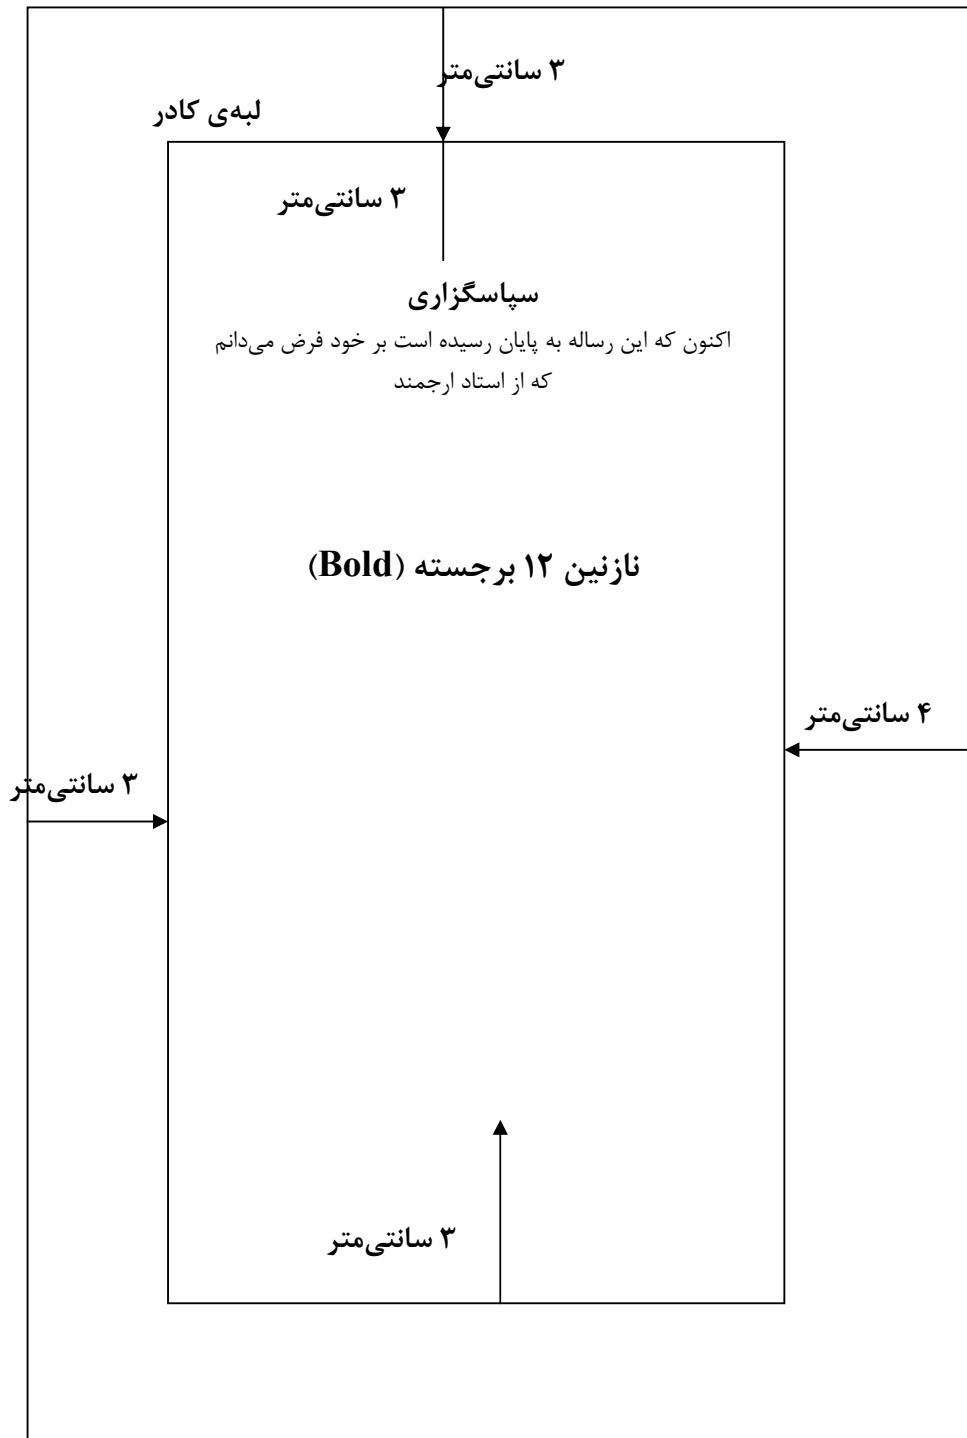 ۳ سانتی‌متر
لبه‌ی کادر
۳ سانتی‌متر
سپاسگزاری
اکنون که این رساله به پایان رسیده است بر خود فرض می‌دانم
که از استاد ارجمند
نازنین ۱۲ برجسته (Bold)
۴ سانتی‌متر
۳ سانتی‌متر
۳ سانتی‌متر